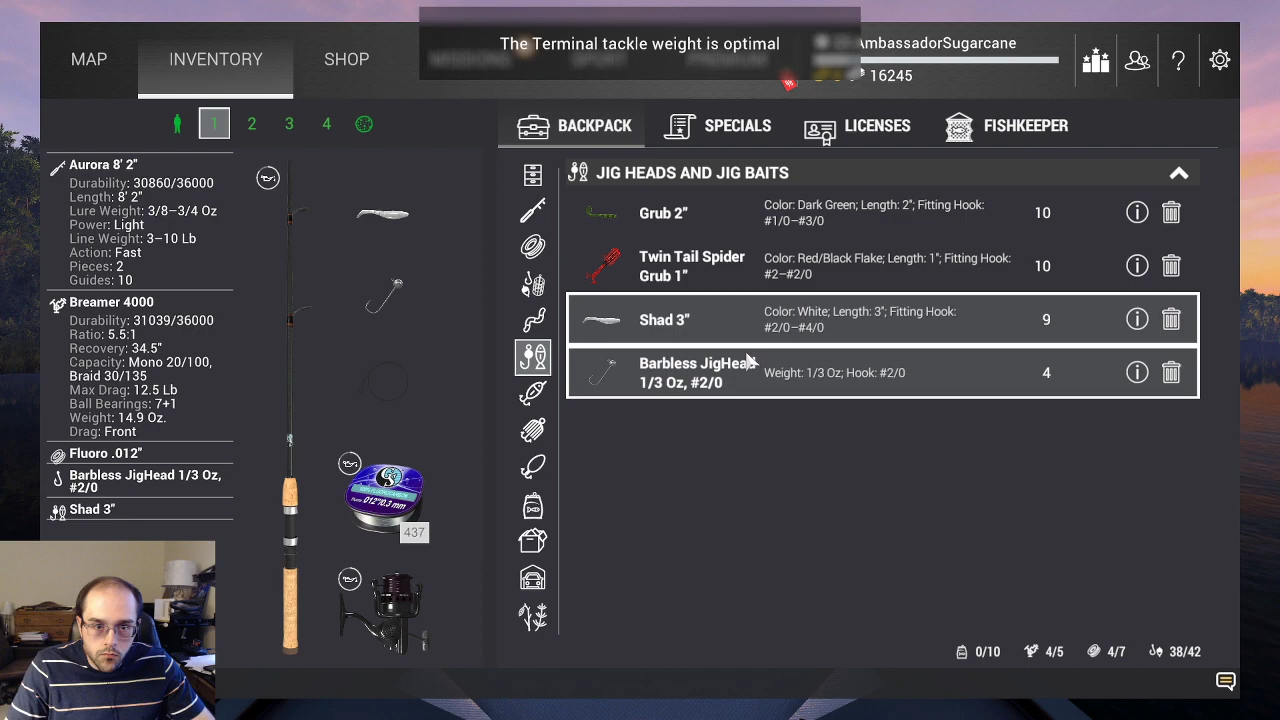 The Terminal tackle weight is optimal
MAP
INVENTORY
SHOP
AmbassadorSugarcane
16245
1
2
3
4
BACKPACK
SPECIALS
LICENSES
FISHKEEPER
Aurora 8' 2"
Durability: 30860/36000
Length: 8' 2"
Lure Weight: 3/8–3/4 Oz
Power: Light
Line Weight: 3–10 Lb
Action: Fast
Pieces: 2
Guides: 10
Breamer 4000
Durability: 31039/36000
Ratio: 5.5:1
Recovery: 34.5"
Capacity: Mono 20/100,
Braid 30/135
Max Drag: 12.5 Lb
Ball Bearings: 7+1
Weight: 14.9 Oz.
Drag: Front
Fluoro .012"
Barbless JigHead 1/3 Oz,
#2/0
Shad 3"
437
JIG HEADS AND JIG BAITS
Grub 2"
Color: Dark Green; Length: 2"; Fitting Hook:
#1/0–#3/0
10
Twin Tail Spider
Grub 1"
Color: Red/Black Flake; Length: 1"; Fitting Hook:
#2–#2/0
10
Shad 3"
Color: White; Length: 3"; Fitting Hook:
#2/0–#4/0
9
Barbless JigHead
1/3 Oz, #2/0
Weight: 1/3 Oz; Hook: #2/0
4
0/10
4/5
4/7
38/42